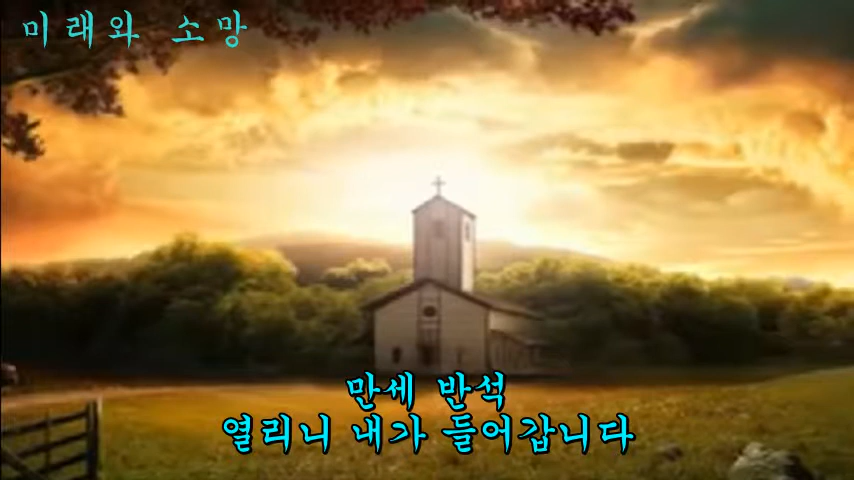 미래와 소망
만세 반석
열리니 내가 들어갑니다